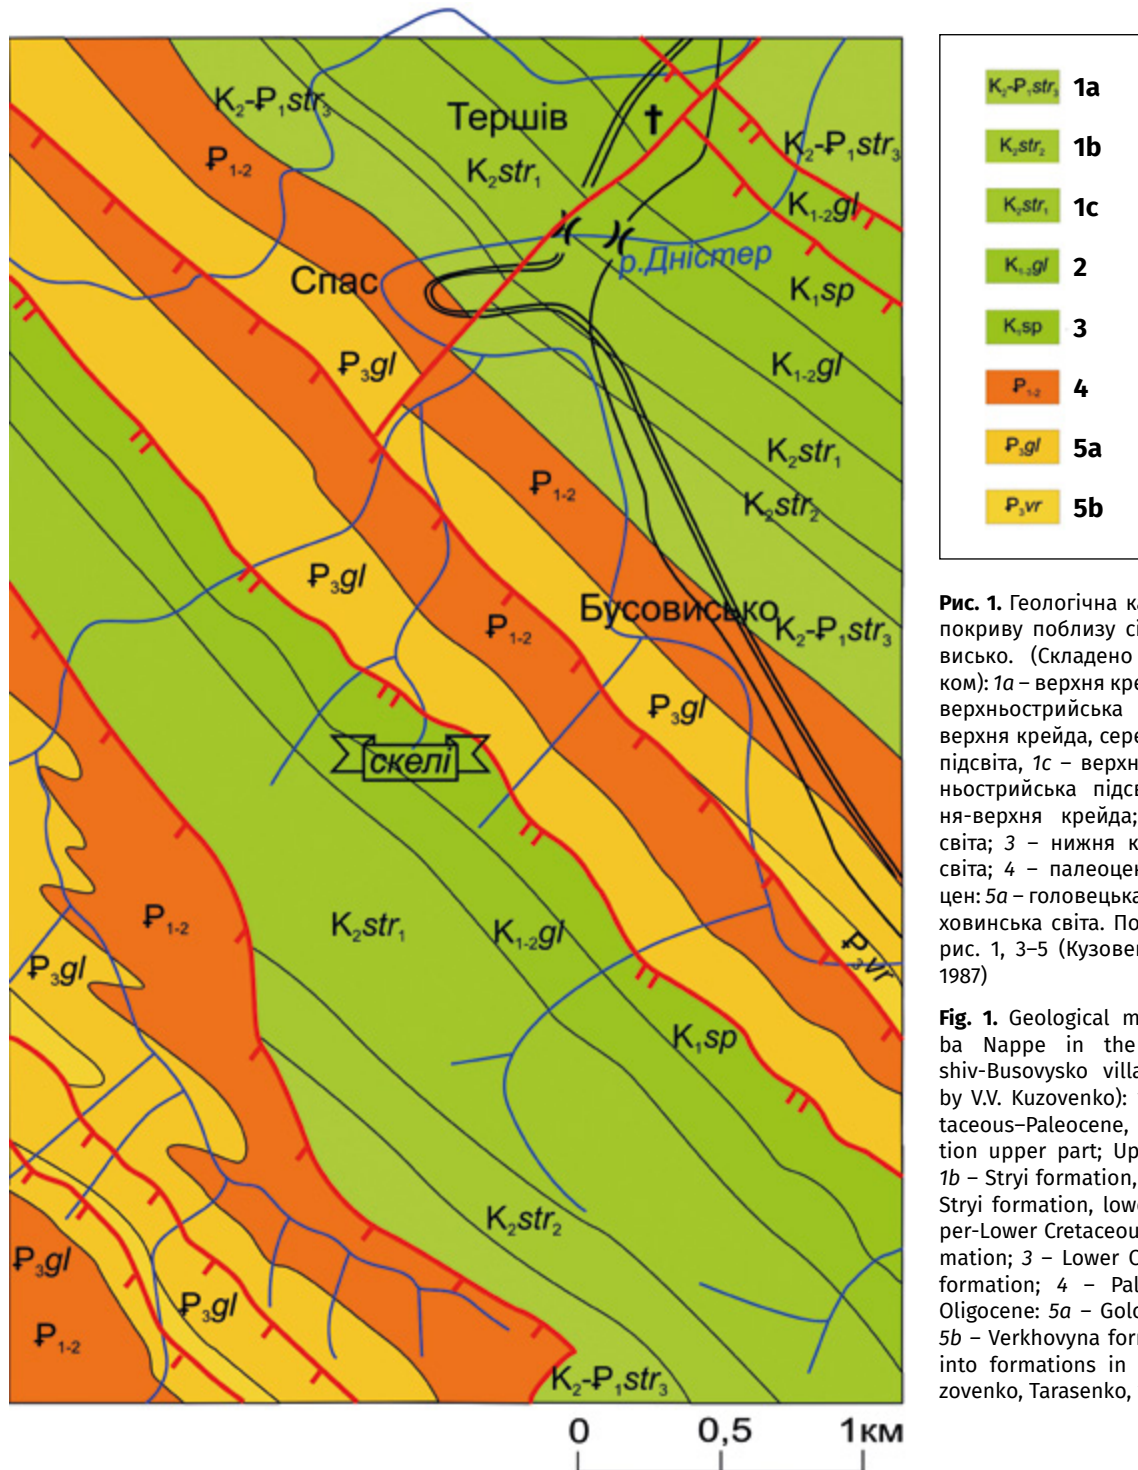 K₂-₽₁str₃
Тершів
K₂-₽₁str₃
₽₁₋₂
K₂str₁
K₁₋₂gl
р.Дністер
Спас
K₁sp
₽₃gl
K₁₋₂gl
K₂str₁
₽₁₋₂
K₂str₂
₽₃gl
Бусовисько
₽₁₋₂
K₂-₽₁str₃
₽₃gl
скелі
₽₁₋₂
K₂str₁
K₁₋₂gl
₽₃vr
₽₃gl
K₁sp
K₂str₂
₽₃gl
₽₃gl
₽₁₋₂
K₂-₽₁str₃
0 0,5 1км
K₂-₽₁str₃ 1a
K₂str₂ 1b
K₂str₁ 1c
K₁₋₂gl 2
K₁sp 3
₽₁₋₂ 4
₽₃gl 5a
₽₃vr 5b
Рис. 1. Геологічна ка
покриву поблизу сі
висько. (Складено
ком): 1a – верхня кре
верхньострийська
верхня крейда, сере
підсвіта, 1c – верхн
ньострийська підсв
ня-верхня крейда;
світа; 3 – нижня к
світа; 4 – палеоцен
цен: 5a – головецька
ховинська світа. По
рис. 1, 3–5 (Кузовен
1987)
Fig. 1. Geological m
ba Nappe in the
shiv-Busovysko villa
by V.V. Kuzovenko):
taceous–Paleocene,
tion upper part; Up
1b – Stryi formation,
Stryi formation, lowe
per-Lower Cretaceou
mation; 3 – Lower C
formation; 4 – Pal
Oligocene: 5a – Golo
5b – Verkhovyna for
into formations in
zovenko, Tarasenko,